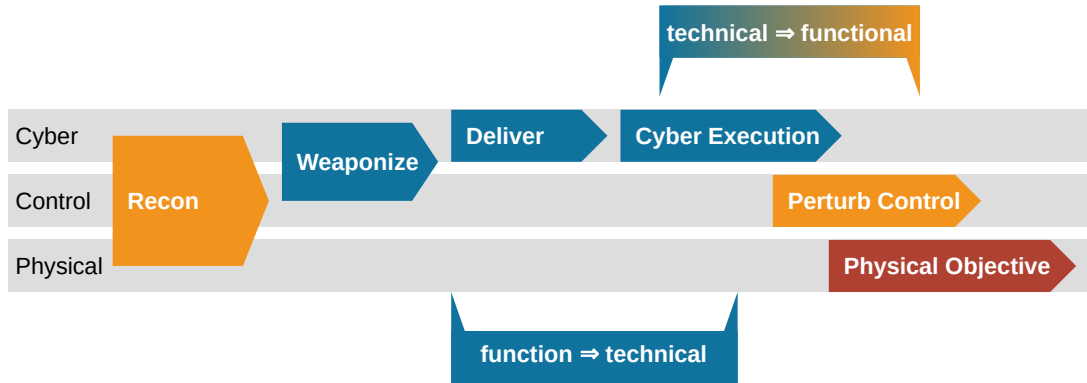 technical ⇒ functional
Cyber
Deliver
Cyber Execution
Weaponize
Control
Recon
Perturb Control
Physical
Physical Objective
function ⇒ technical